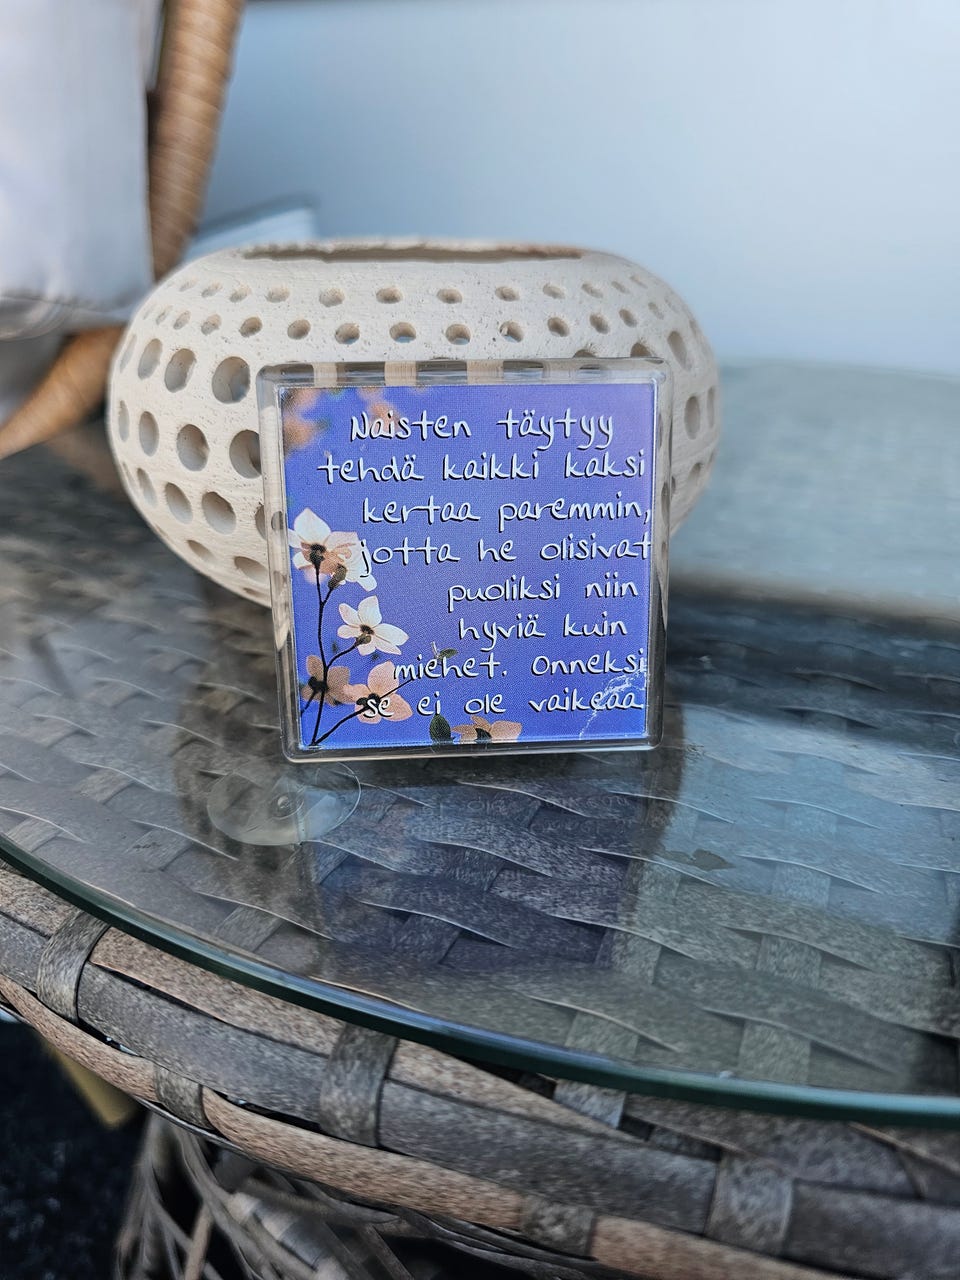 Naisten täytyy
tehdä kaikki kaksi
kertaa paremmin,
jotta he olisivat
puoliksi niin
hyviä kuin
miehet. Onneksi
se ei ole vaikeaa